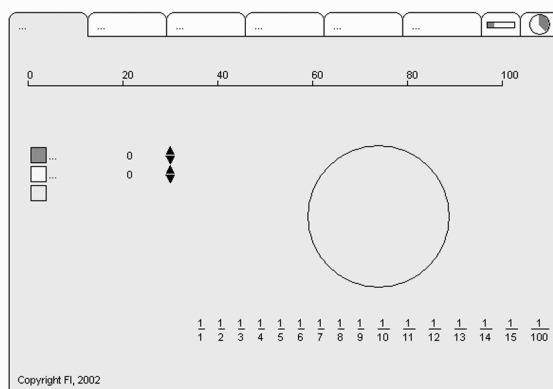 ... ... ... ... ... ...
0 20 40 60 80 100
... 0
... 0
1/1 1/2 1/3 1/4 1/5 1/6 1/7 1/8 1/9 1/10 1/11 1/12 1/13 1/14 1/15 1/100
Copyright FI, 2002